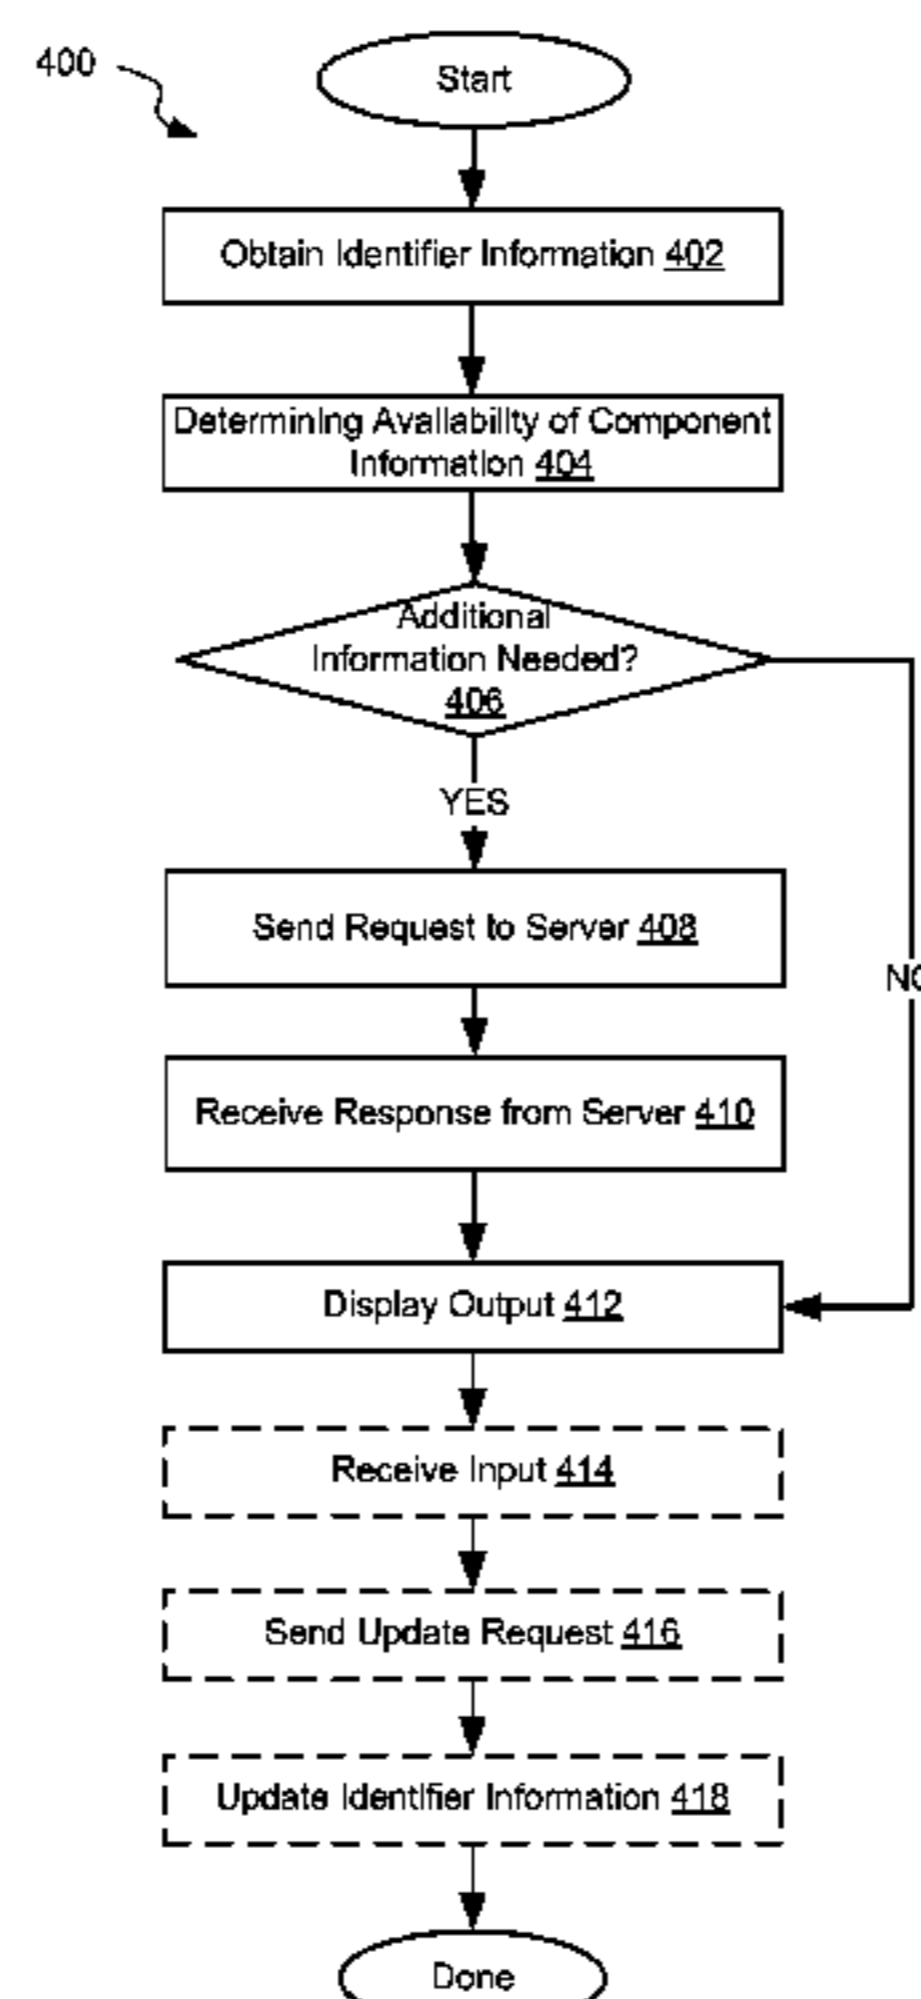 400
Start
Obtain Identifier Information 402
Determining Availability of Component
Information 404
Additional
Information Needed?
406
YES
Send Request to Server 408
NO
Receive Response from Server 410
Display Output 412
Receive Input 414
Send Update Request 416
Update Identifier Information 418
Done